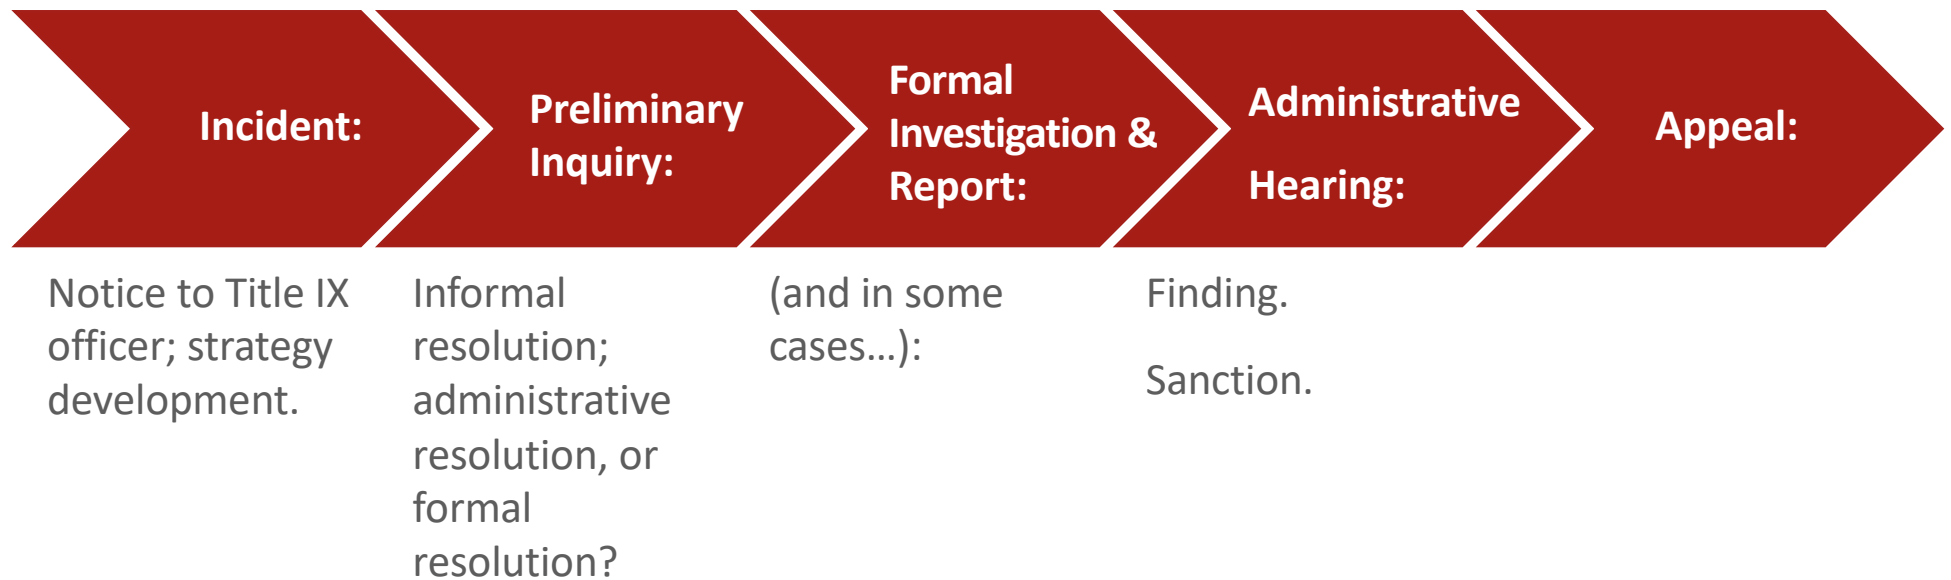 Incident:
Preliminary
Inquiry:
Formal
Investigation &
Report:
Administrative
Hearing:
Appeal:
Notice to Title IX
officer; strategy
development.
Informal
resolution;
administrative
resolution, or
formal
resolution?
(and in some
cases…):
Finding.
Sanction.